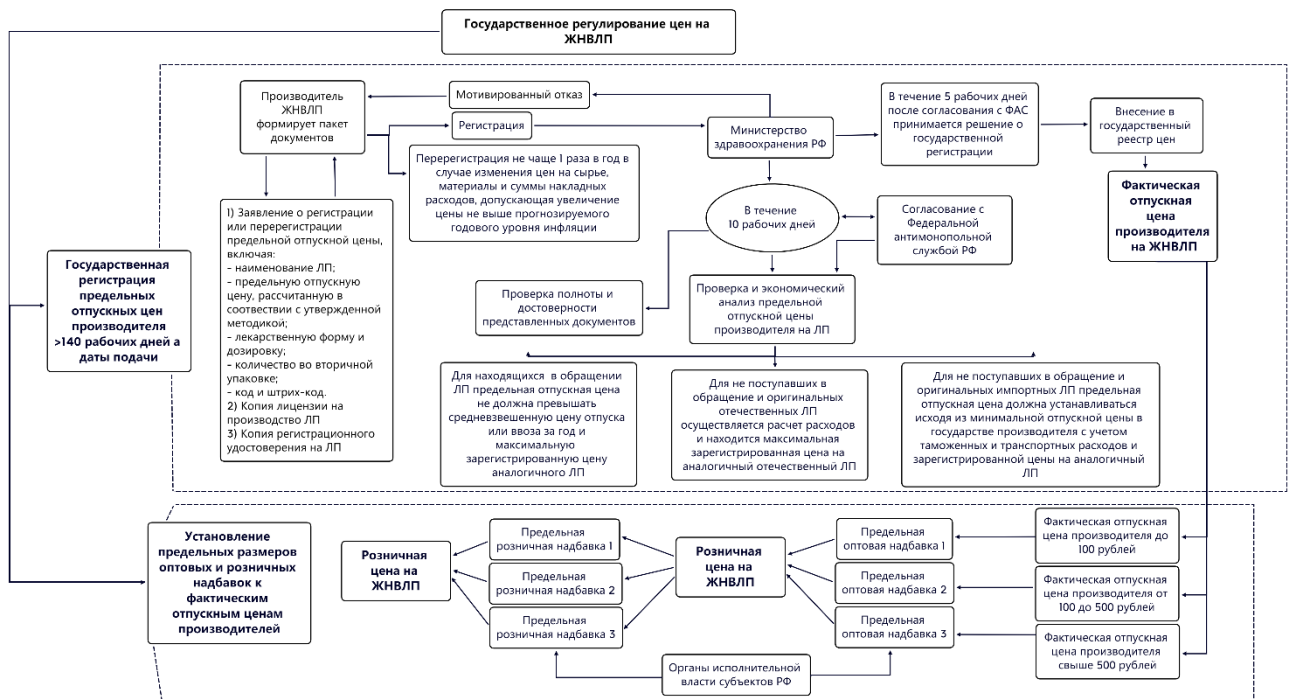 Государственное регулирование цен на
ЖНВЛП
Производитель
ЖНВЛП
формирует пакет
документов
Мотивированный отказ
Регистрация
Перерегистрация не чаще 1 раза в год в
случае изменения цен на сырье,
материалы и суммы накладных
расходов, допускающая увеличение
цены не выше прогнозируемого
годового уровня инфляции
Министерство
здравоохранения РФ
В течение 5 рабочих дней
после согласования с ФАС
принимается решение о
государственной
регистрации
Внесение в
государственный
реестр цен
Фактическая
отпускная
цена
производителя
на ЖНВЛП
В течение
10 рабочих дней
Согласование с
Федеральной
антимонопольной
службой РФ
1) Заявление о регистрации
или перерегистрации
предельной отпускной цены,
включая:
– наименование ЛП;
– предельную отпускную
цену, рассчитанную в
соотвествии с утвержденной
методикой;
– лекарственную форму и
дозировку;
– количество во вторичной
упаковке;
– код и штрих-код.
2) Копия лицензии на
производство ЛП
3) Копия регистрационного
удостоверения на ЛП
Государственная
регистрация
предельных
отпускных цен
производителя
>140 рабочих дней а
даты подачи
Проверка полноты и
достоверности
представленных документов
Проверка и экономический
анализ предельной
отпускной цены
производителя на ЛП
Для находящихся в обращении
ЛП предельная отпускная цена
не должна превышать
средневзвешенную цену отпуска
или ввоза за год и
максимальную
зарегистрированную цену
аналогичного ЛП
Для не поступавших в
обращение и оригинальных
отечественных ЛП
осуществляется расчет расходов
и находится максимальная
зарегистрированная цена на
аналогичный отечественный ЛП
Для не поступавших в обращение и
оригинальных импортных ЛП предельная
отпускная цена должна устанавливаться
исходя из минимальной отпускной цены в
государстве производителя с учетом
таможенных и транспортных расходов и
зарегистрированной цены на аналогичный
ЛП
Установление
предельных размеров
оптовых и розничных
надбавок к
фактическим
отпускным ценам
производителей
Розничная
цена на
ЖНВЛП
Предельная
розничная надбавка 1
Предельная
розничная надбавка 2
Предельная
розничная надбавка 3
Розничная
цена на
ЖНВЛП
Предельная
оптовая надбавка 1
Предельная
оптовая надбавка 2
Предельная
оптовая надбавка 3
Фактическая отпускная
цена производителя до
100 рублей
Фактическая отпускная
цена производителя от
100 до 500 рублей
Фактическая отпускная
цена производителя
свыше 500 рублей
Органы исполнительной
власти субъектов РФ